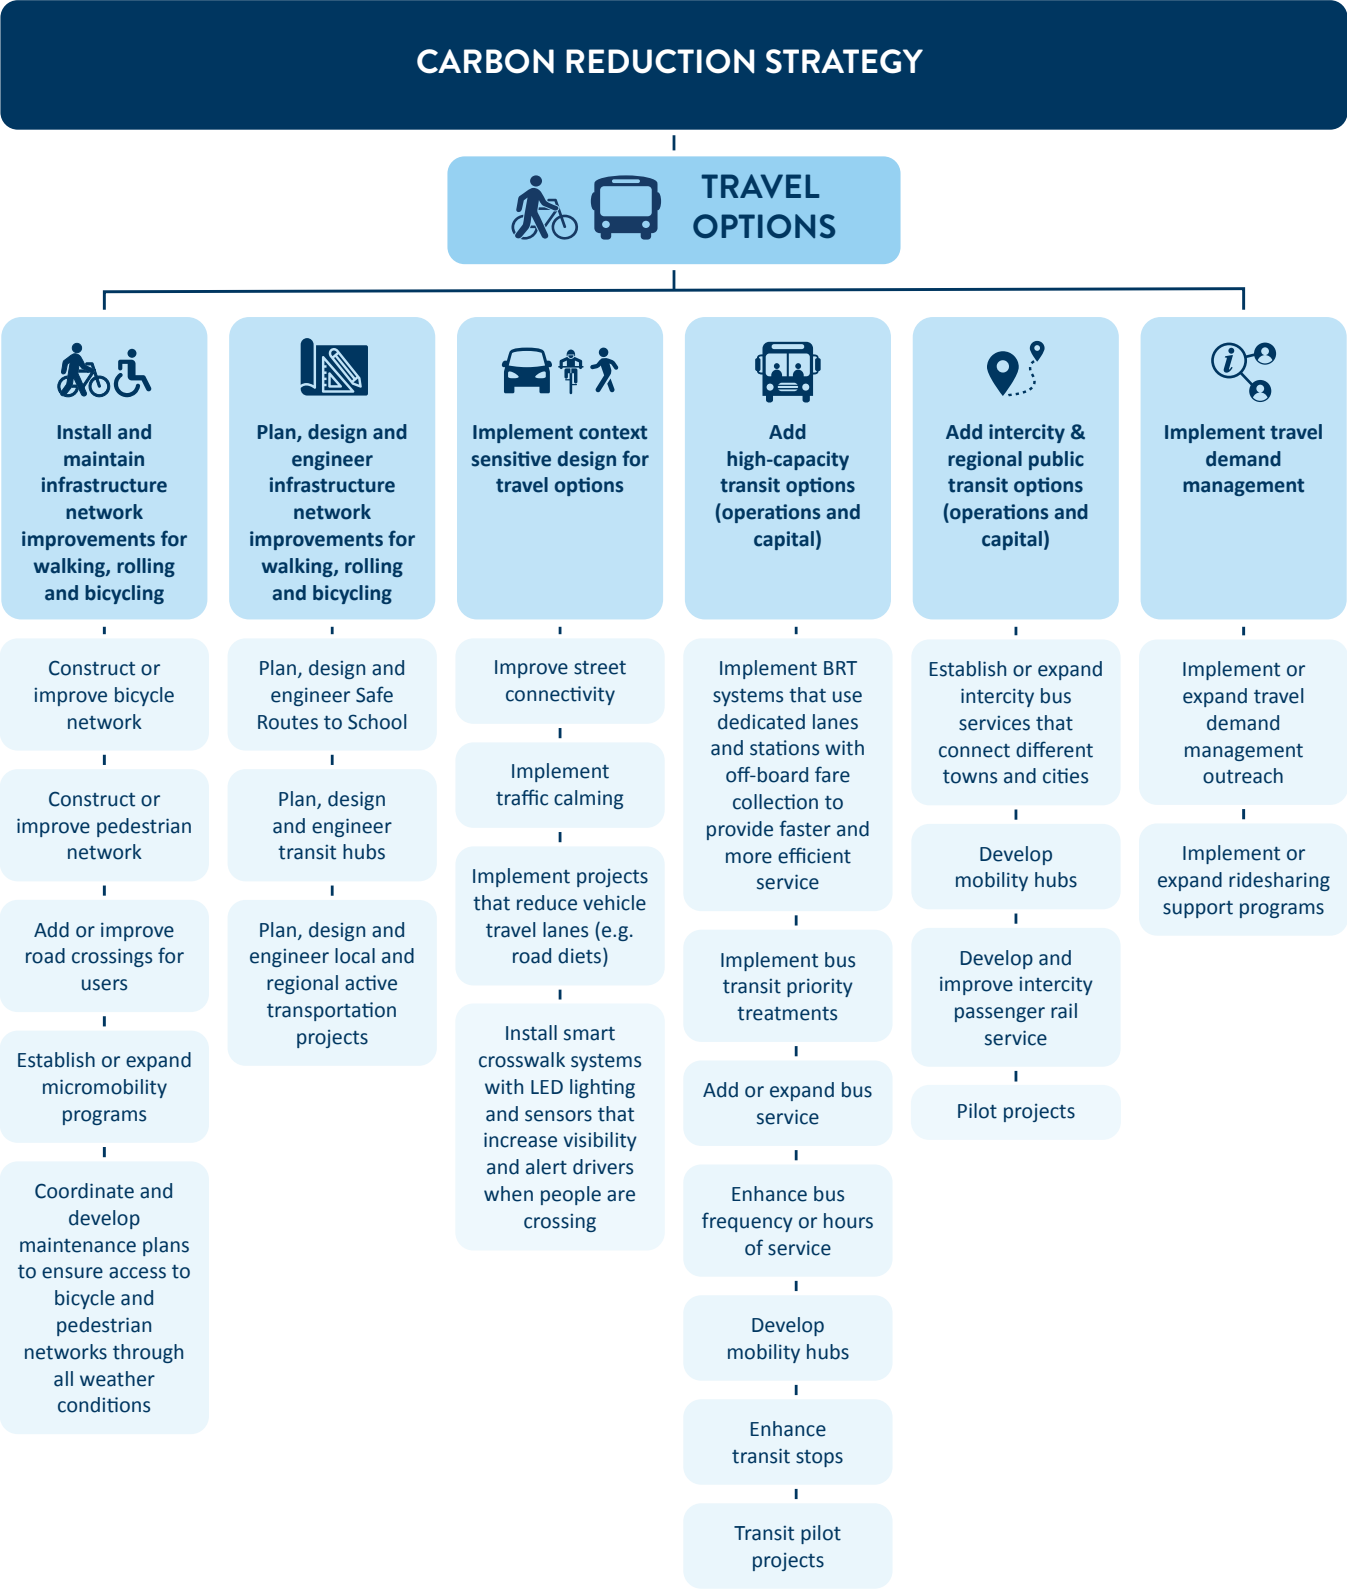 CARBON REDUCTION STRATEGY
TRAVEL
OPTIONS
Install and
maintain
infrastructure
network
improvements for
walking, rolling
and bicycling
Construct or
improve bicycle
network
Construct or
improve pedestrian
network
Add or improve
road crossings for
users
Establish or expand
micromobility
programs
Coordinate and
develop
maintenance plans
to ensure access to
bicycle and
pedestrian
networks through
all weather
conditions
Plan, design and
engineer
infrastructure
network
improvements for
walking, rolling
and bicycling
Plan, design and
engineer Safe
Routes to School
Plan, design
and engineer
transit hubs
Plan, design and
engineer local and
regional active
transportation
projects
Implement context
sensitive design for
travel options
Improve street
connectivity
Implement
traffic calming
Implement projects
that reduce vehicle
travel lanes (e.g.
road diets)
Install smart
crosswalk systems
with LED lighting
and sensors that
increase visibility
and alert drivers
when people are
crossing
Add
high-capacity
transit options
(operations and
capital)
Implement BRT
systems that use
dedicated lanes
and stations with
off-board fare
collection to
provide faster and
more efficient
service
Implement bus
transit priority
treatments
Add or expand bus
service
Enhance bus
frequency or hours
of service
Develop
mobility hubs
Enhance
transit stops
Transit pilot
projects
Add intercity &
regional public
transit options
(operations and
capital)
Establish or expand
intercity bus
services that
connect different
towns and cities
Develop
mobility hubs
Develop and
improve intercity
passenger rail
service
Pilot projects
i
Implement travel
demand
management
Implement or
expand travel
demand
management
outreach
Implement or
expand ridesharing
support programs